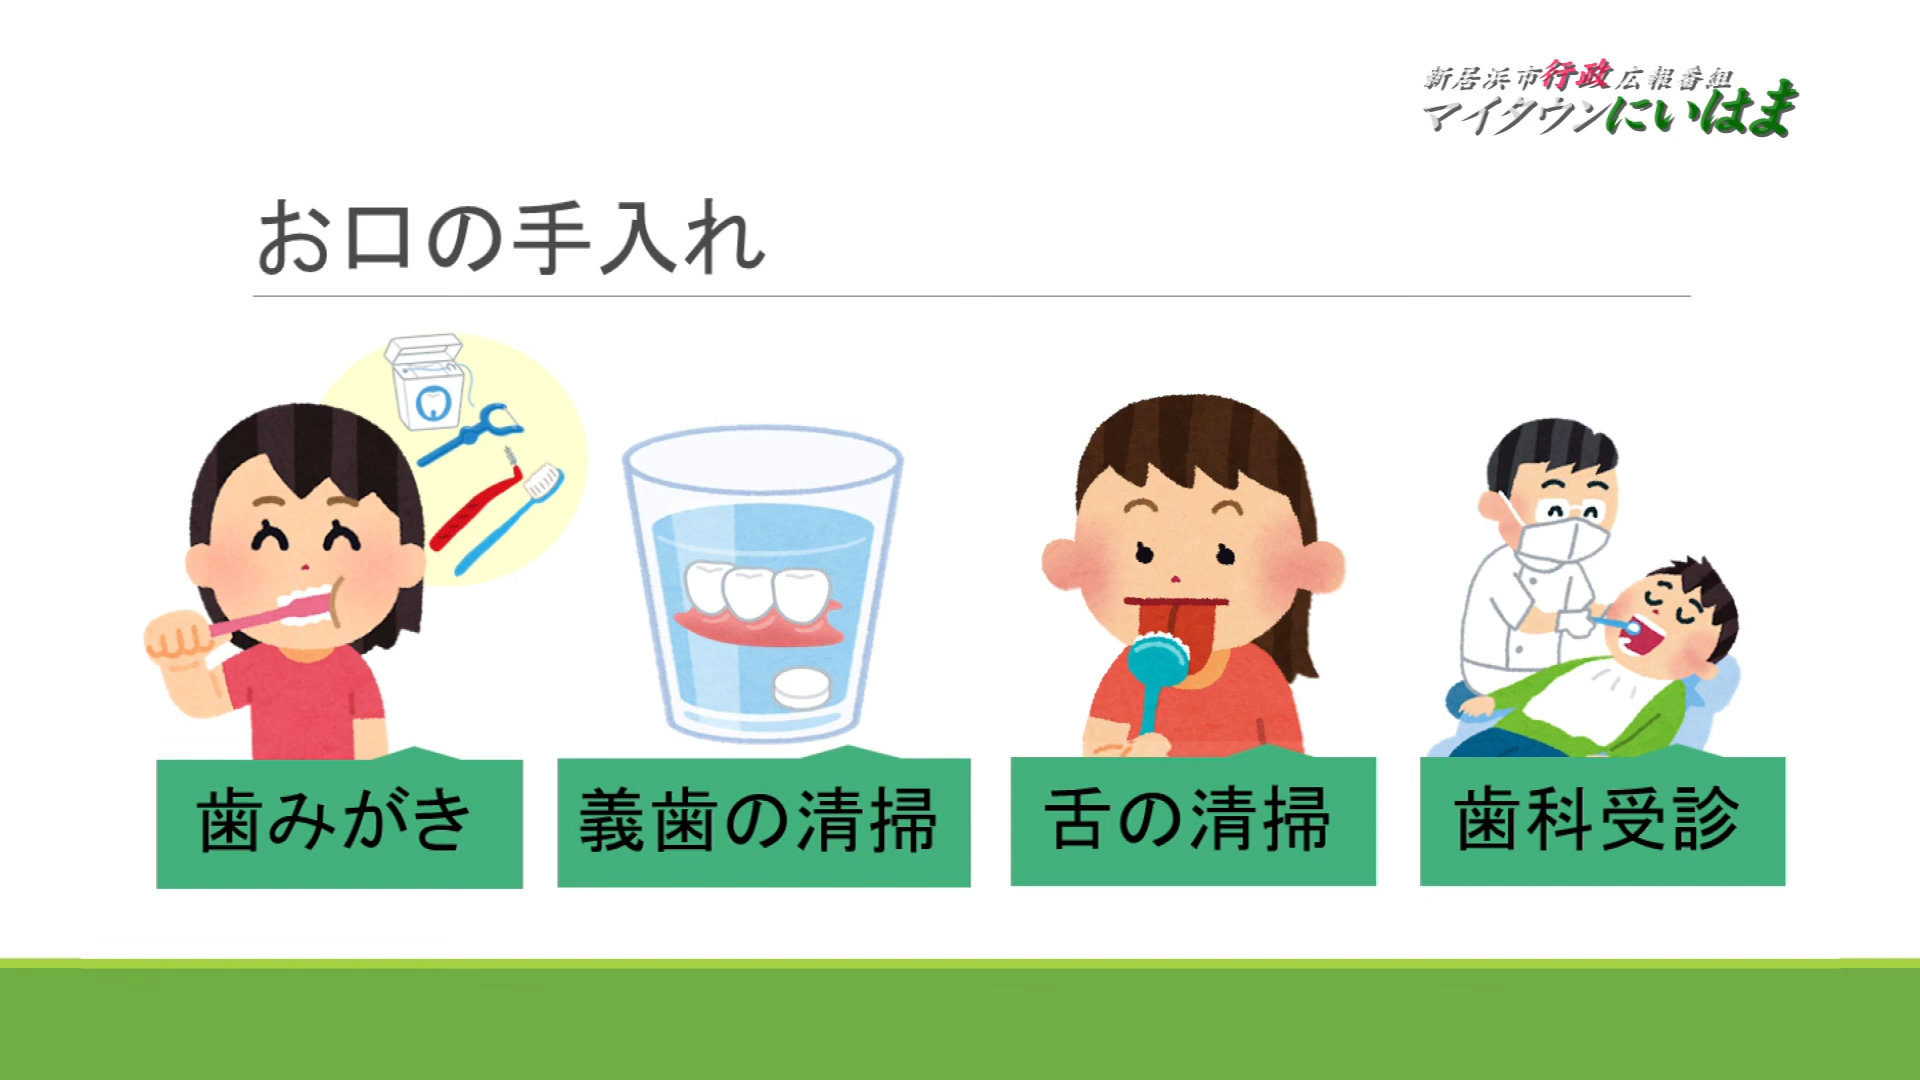 新居浜市行政広報番組
マイタウンにいはま
お口の手入れ
歯みがき
義歯の清掃
舌の清掃
歯科受診